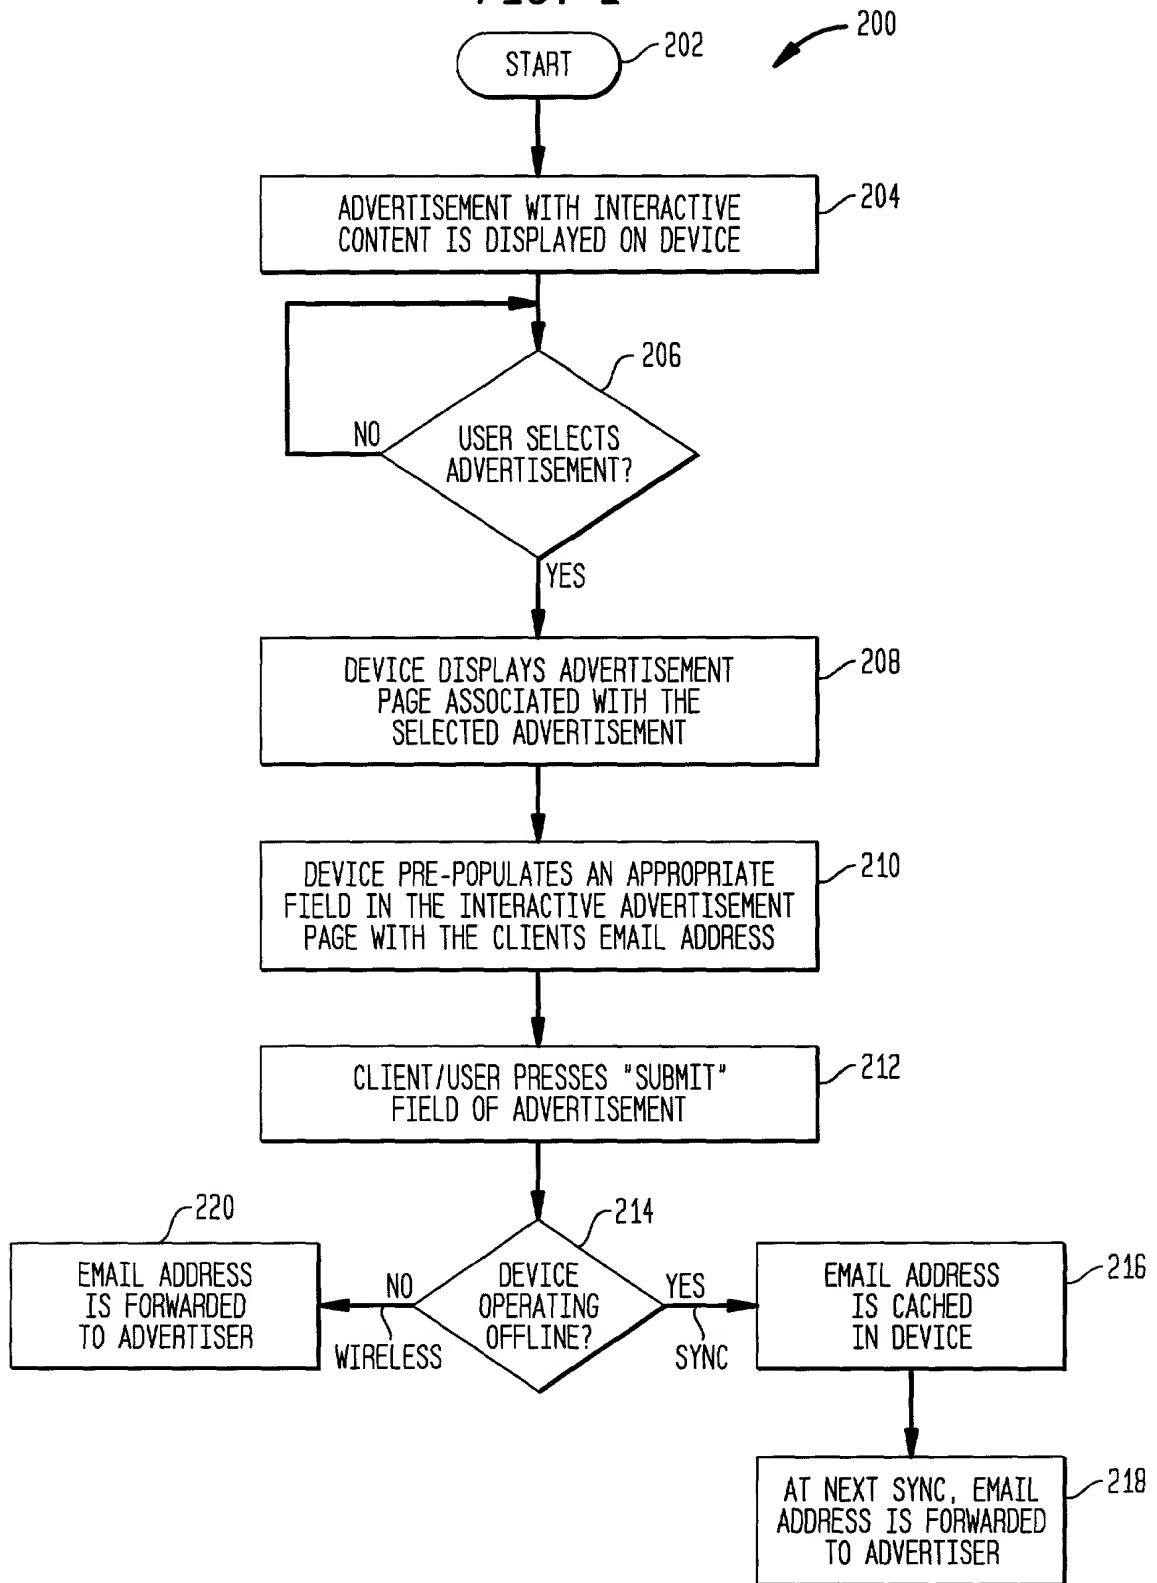 200
START
202
ADVERTISEMENT WITH INTERACTIVE
CONTENT IS DISPLAYED ON DEVICE
204
206
NO
USER SELECTS
ADVERTISEMENT?
YES
DEVICE DISPLAYS ADVERTISEMENT
PAGE ASSOCIATED WITH THE
SELECTED ADVERTISEMENT
208
DEVICE PRE-POPULATES AN APPROPRIATE
FIELD IN THE INTERACTIVE ADVERTISEMENT
PAGE WITH THE CLIENTS EMAIL ADDRESS
210
CLIENT/USER PRESSES "SUBMIT"
FIELD OF ADVERTISEMENT
212
220
EMAIL ADDRESS
IS FORWARDED
TO ADVERTISER
NO
WIRELESS
214
DEVICE
OPERATING
OFFLINE?
YES
SYNC
EMAIL ADDRESS
IS CACHED
IN DEVICE
216
AT NEXT SYNC, EMAIL
ADDRESS IS FORWARDED
TO ADVERTISER
218